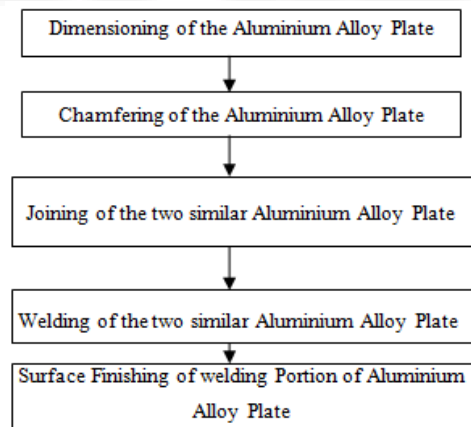 Dimensioning of the Aluminium Alloy Plate
Chamfering of the Aluminium Alloy Plate
Joining of the two similar Aluminium Alloy Plate
Welding of the two similar Aluminium Alloy Plate
Surface Finishing of welding Portion of Aluminium
Alloy Plate